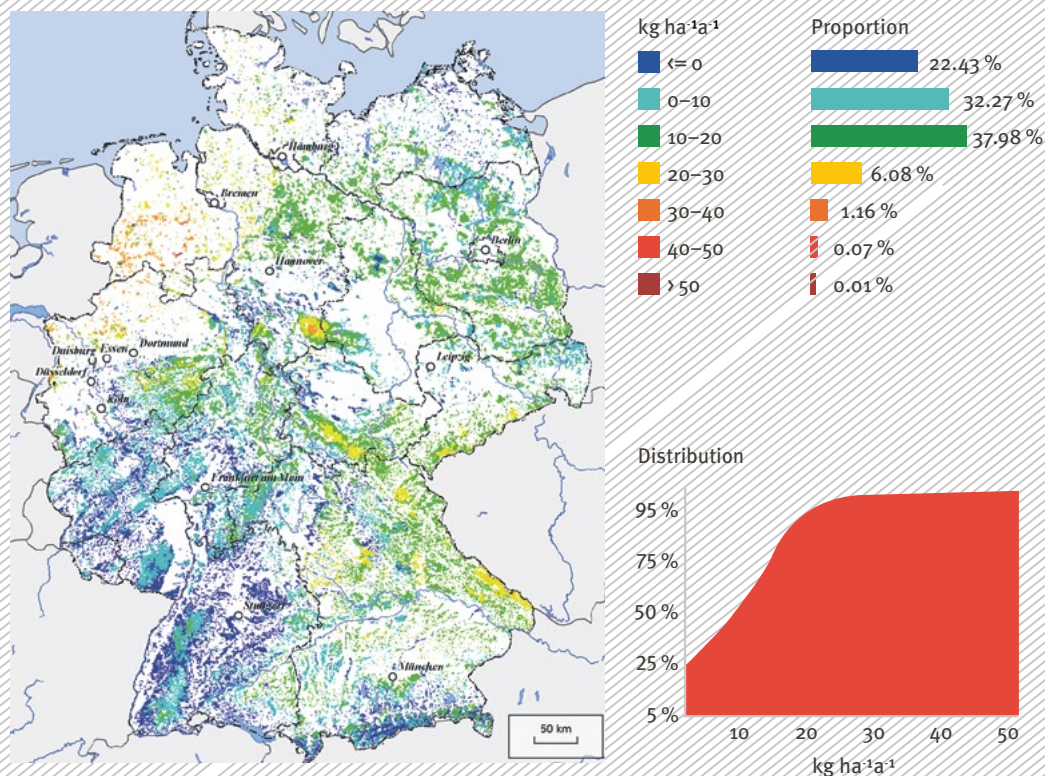 kg ha⁻¹a⁻¹
Proportion
<= 0
22.43 %
0–10
32.27 %
10–20
37.98 %
20–30
6.08 %
30–40
1.16 %
40–50
0.07 %
> 50
0.01 %
Hamburg
Bremen
Berlin
Hannover
Duisburg Essen Dortmund
Düsseldorf
Leipzig
Köln
Frankfurt am Main
Stuttgart
München
50 km
Distribution
95 %
75 %
50 %
25 %
5 %
10 20 30 40 50
kg ha⁻¹a⁻¹